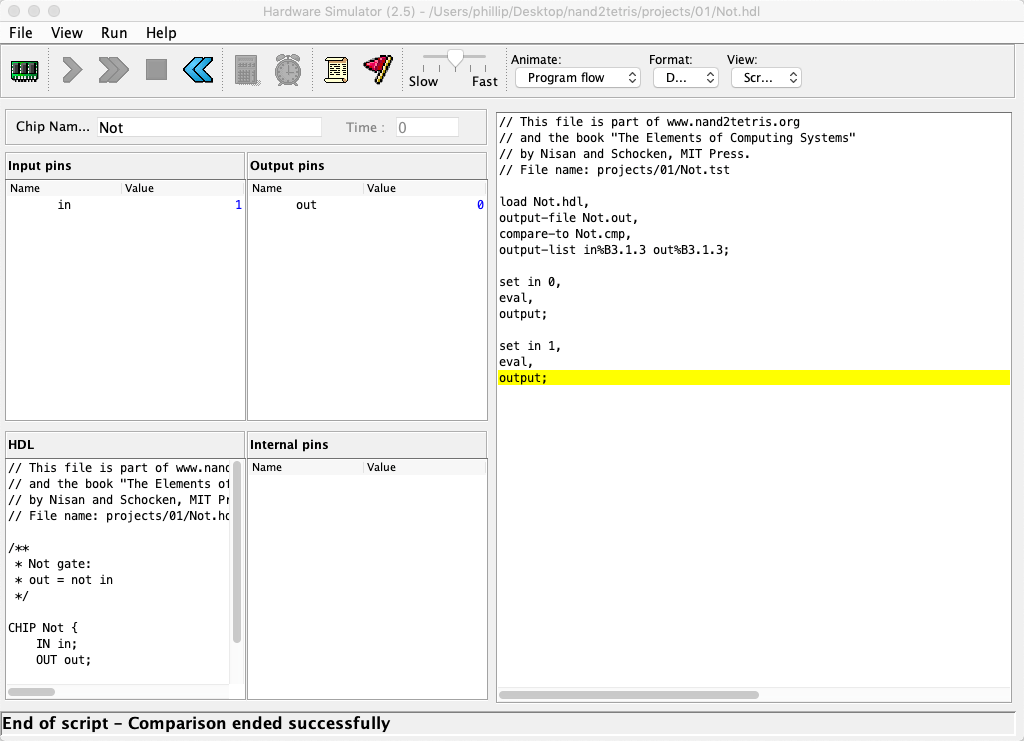 Hardware Simulator (2.5) - /Users/phillip/Desktop/nand2tetris/projects/01/Not.hdl
File View Run Help
Slow Fast
Animate: Format: View:
Program flow D... Scr...
Chip Nam... Not Time : 0
Input pins
Name Value
in 1
Output pins
Name Value
out 0
HDL
// This file is part of www.nand
// and the book "The Elements of
// by Nisan and Schocken, MIT Pr
// File name: projects/01/Not.hd
/**
* Not gate:
* out = not in
*/
CHIP Not {
IN in;
OUT out;
Internal pins
Name Value
// This file is part of www.nand2tetris.org
// and the book "The Elements of Computing Systems"
// by Nisan and Schocken, MIT Press.
// File name: projects/01/Not.tst
load Not.hdl,
output-file Not.out,
compare-to Not.cmp,
output-list in%B3.1.3 out%B3.1.3;
set in 0,
eval,
output;
set in 1,
eval,
output;
End of script - Comparison ended successfully